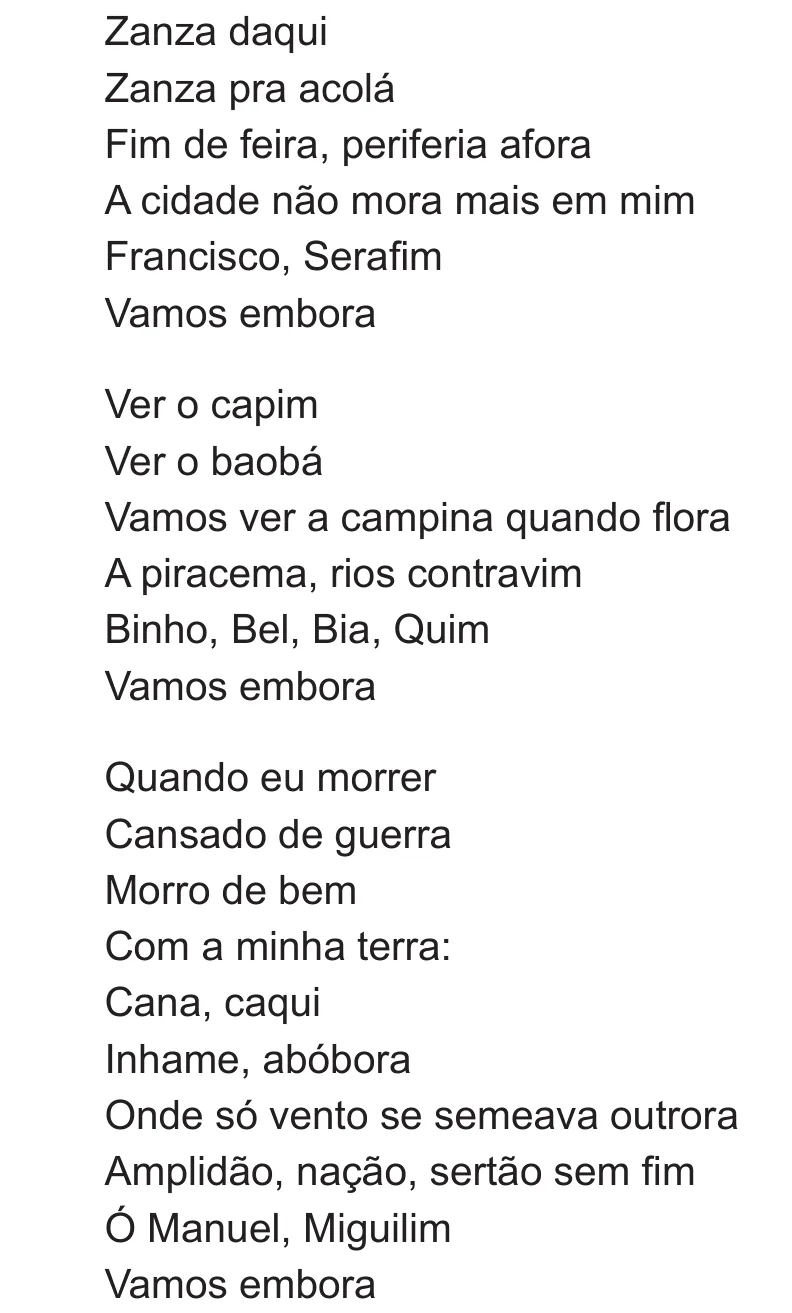 Zanza daqui
Zanza pra acolá
Fim de feira, periferia afora
A cidade não mora mais em mim
Francisco, Serafim
Vamos embora
Ver o capim
Ver o baobá
Vamos ver a campina quando flora
A piracema, rios contravim
Binho, Bel, Bia, Quim
Vamos embora
Quando eu morrer
Cansado de guerra
Morro de bem
Com a minha terra:
Cana, caqui
Inhame, abóbora
Onde só vento se semeava outrora
Amplidão, nação, sertão sem fim
Ó Manuel, Miguilim
Vamos embora